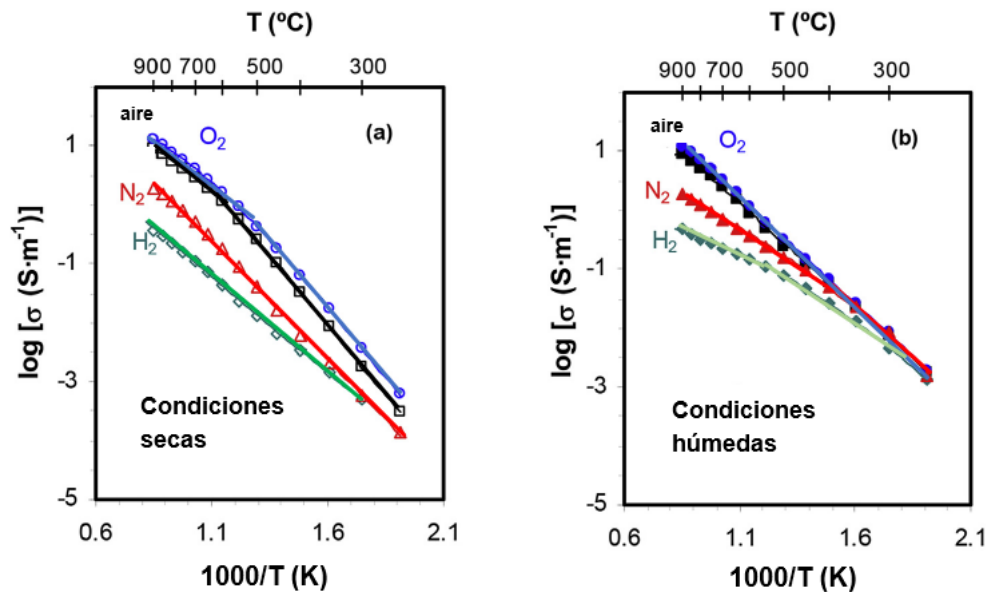 T (ºC)
900 700 500 300
aire
O2
(a)
N2
H2
1
-1
-3
-5
log [σ (S·m-1)]
Condiciones
secas
0.6 1.1 1.6 2.1
1000/T (K)
T (ºC)
900 700 500 300
aire
O2
(b)
N2
H2
1
-1
-3
-5
log [σ (S·m-1)]
Condiciones
húmedas
0.6 1.1 1.6 2.1
1000/T (K)